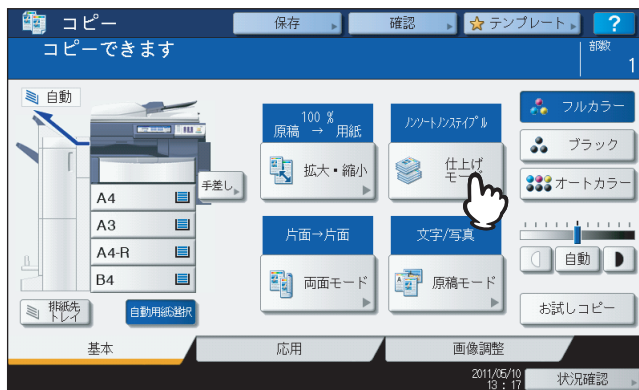 コピー
保存
確認
テンプレート
?
コピーできます
部数
1
自動
100 %
原稿 → 用紙
拡大・縮小
ノンソートノンステイプル
仕上げ
モード
フルカラー
ブラック
オートカラー
手差し
A4
A3
A4-R
B4
片面→片面
両面モード
文字/写真
原稿モード
自動
排紙先
トレイ
自動用紙選択
お試しコピー
基本
応用
画像調整
2011/05/10
13 : 17
状況確認